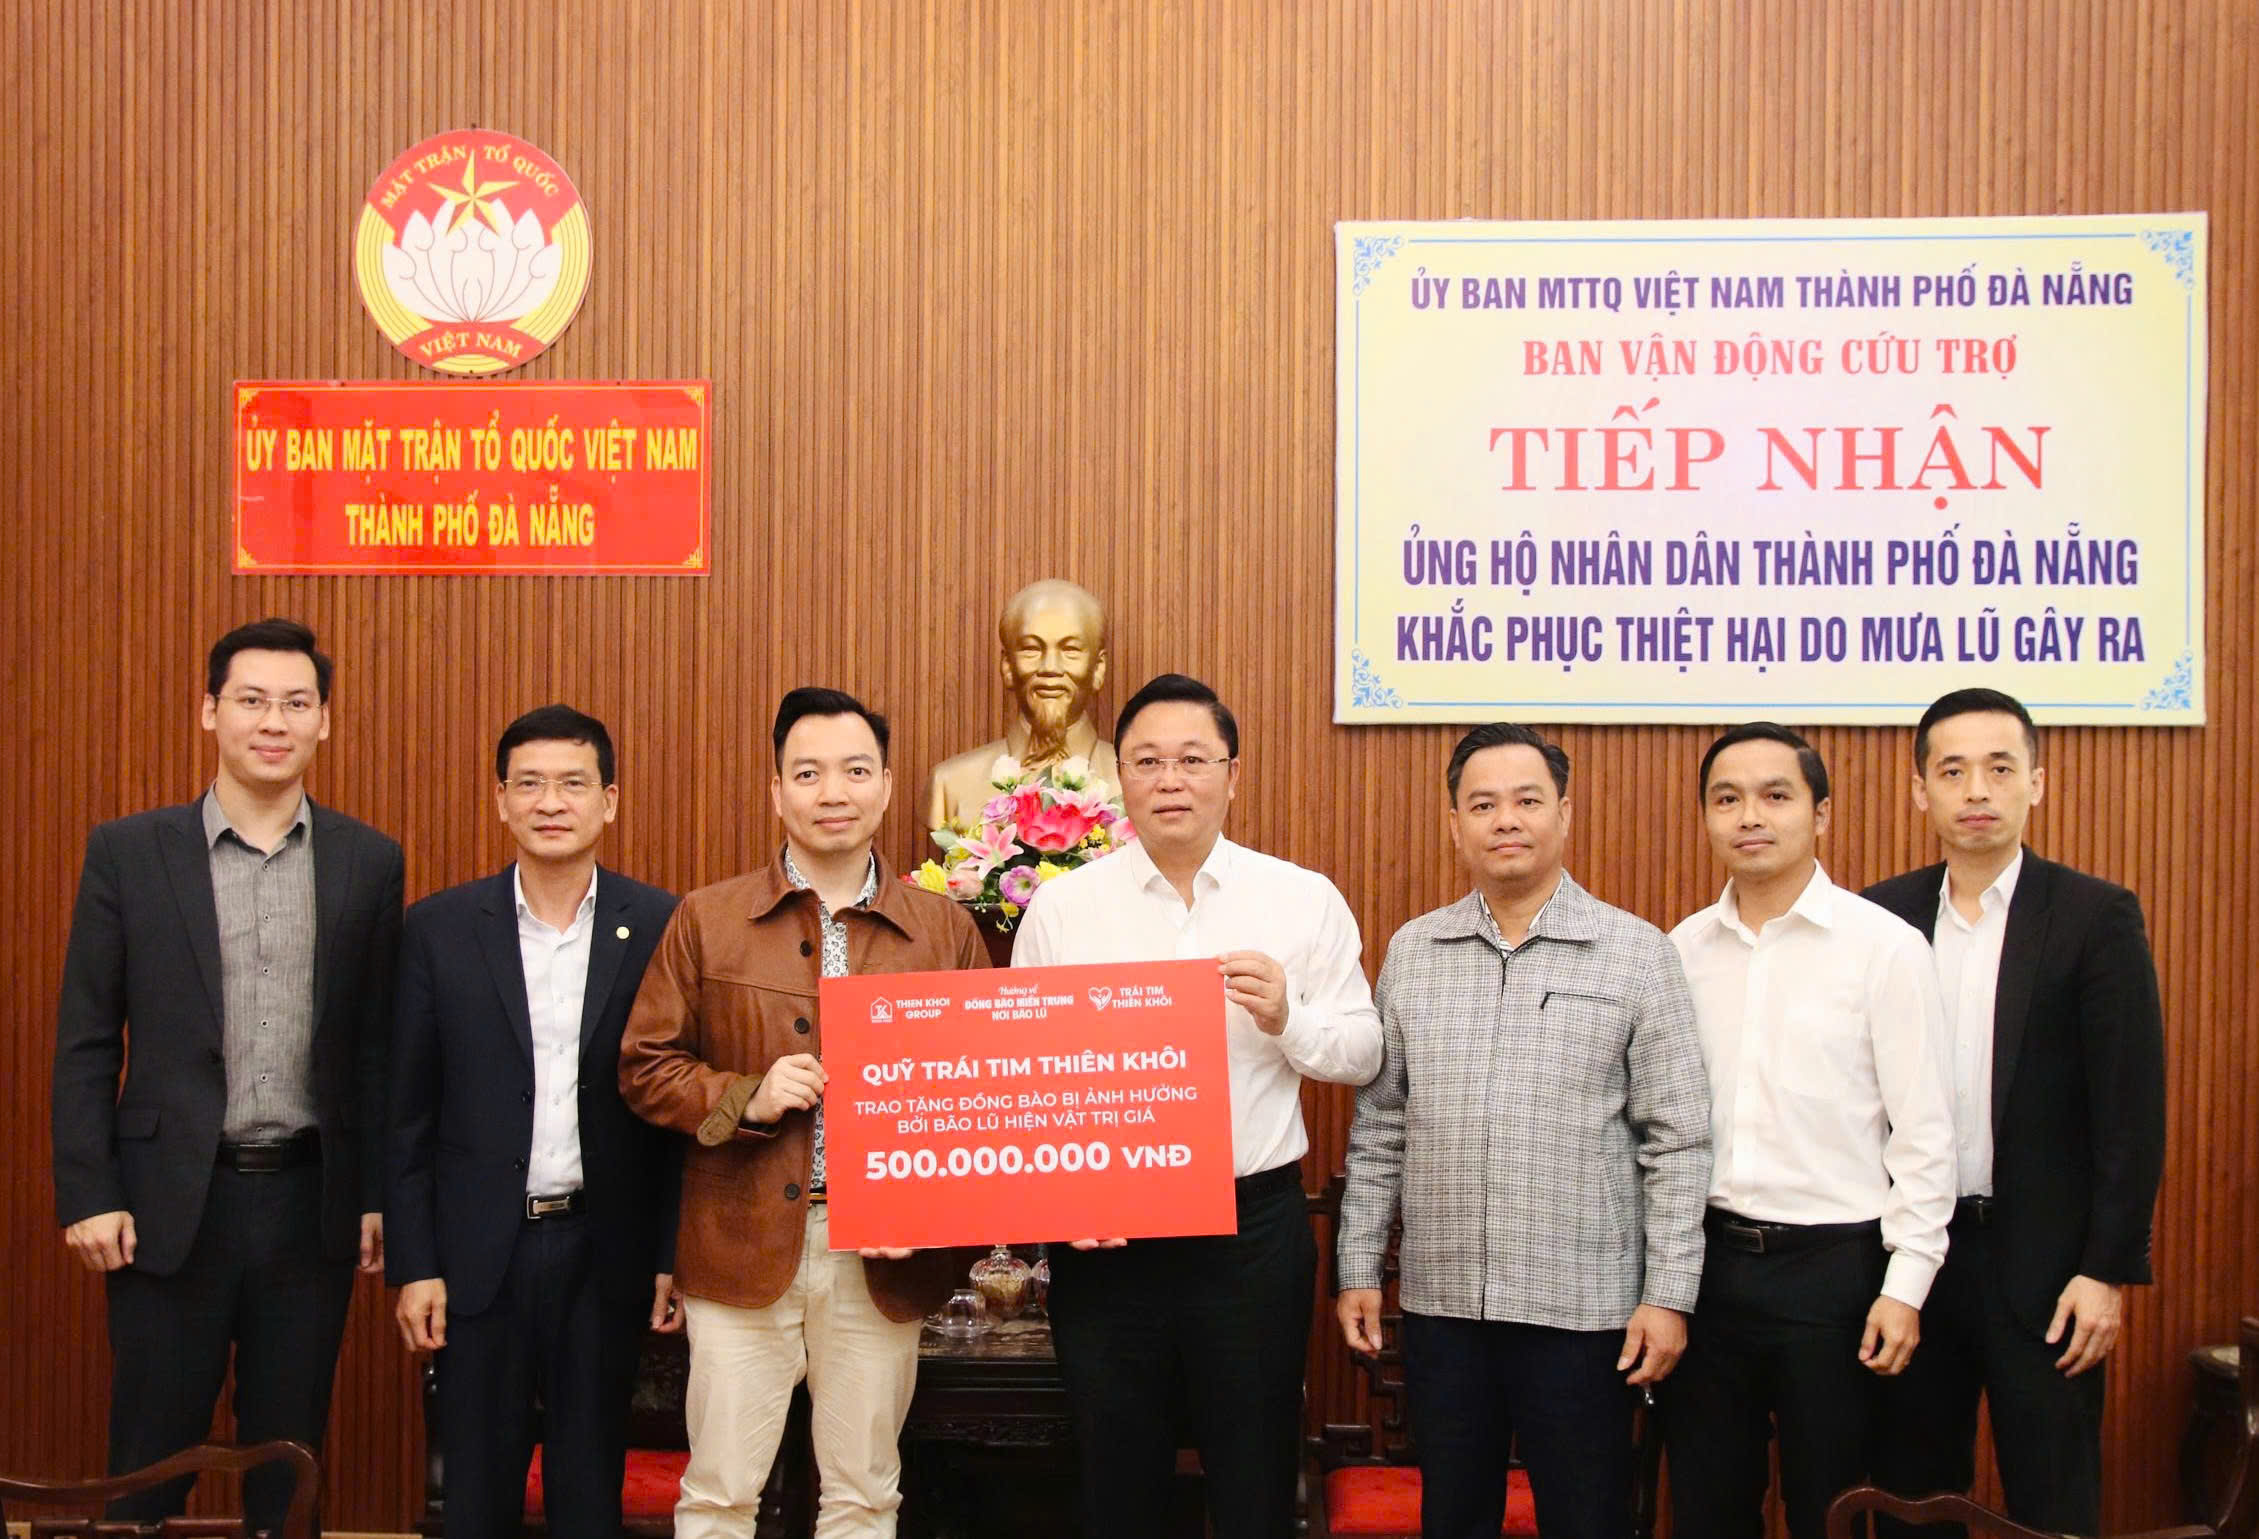 MẶT TRẬN TỔ QUỐC
VIỆT NAM
ỦY BAN MẶT TRẬN TỔ QUỐC VIỆT NAM
THÀNH PHỐ ĐÀ NẴNG
ỦY BAN MTTQ VIỆT NAM THÀNH PHỐ ĐÀ NẴNG
BAN VẬN ĐỘNG CỨU TRỢ
TIẾP NHẬN
ỦNG HỘ NHÂN DÂN THÀNH PHỐ ĐÀ NẴNG
KHẮC PHỤC THIỆT HẠI DO MƯA LŨ GÂY RA
THIEN KHOI
GROUP
Hướng về
ĐỒNG BÀO MIỀN TRUNG
NƠI BÃO LŨ
TRÁI TIM
THIÊN KHÔI
QUỸ TRÁI TIM THIÊN KHÔI
TRAO TẶNG ĐỒNG BÀO BỊ ẢNH HƯỞNG
BỞI BÃO LŨ HIỆN VẬT TRỊ GIÁ
500.000.000 VNĐ